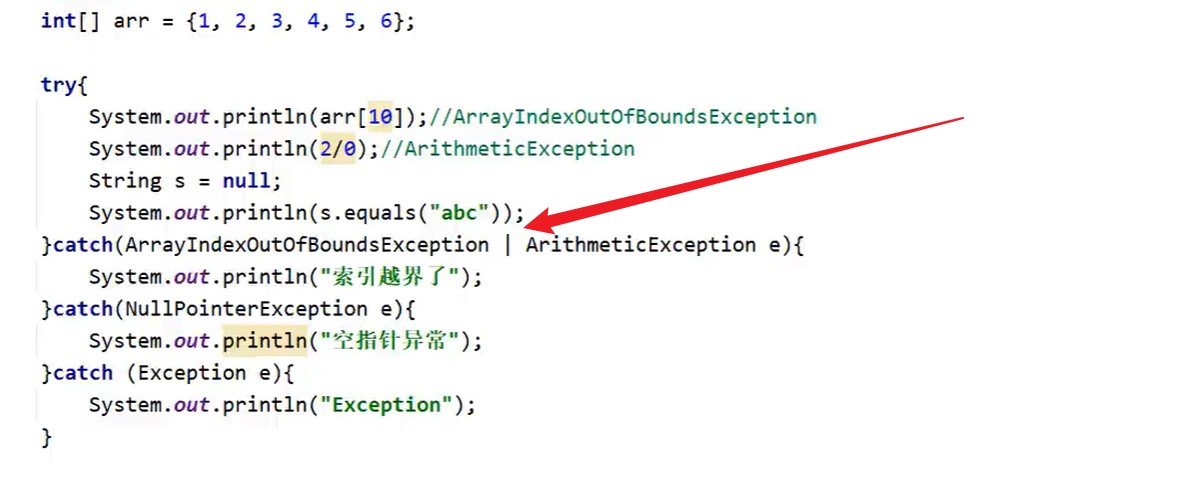 int[] arr = {1, 2, 3, 4, 5, 6};
try{
System.out.println(arr[10]);//ArrayIndexOutOfBoundsException
System.out.println(2/0);//ArithmeticException
String s = null;
System.out.println(s.equals("abc"));
}catch(ArrayIndexOutOfBoundsException | ArithmeticException e){
System.out.println("索引越界了");
}catch(NullPointerException e){
System.out.println("空指针异常");
}catch (Exception e){
System.out.println("Exception");
}